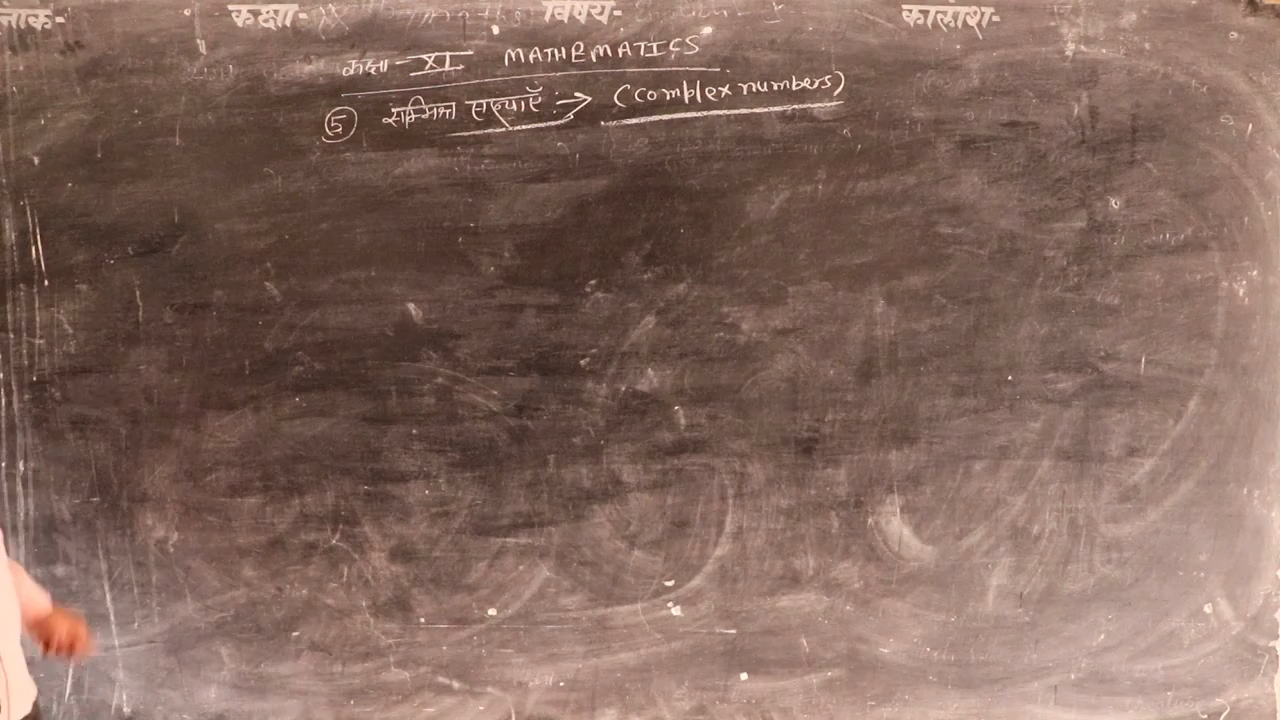 नाक- कक्षा- विषय- कालांश-
कक्षा - XI MATHEMATICS
⑤ सम्मिश्र संख्याएँ :→ (complex numbers)